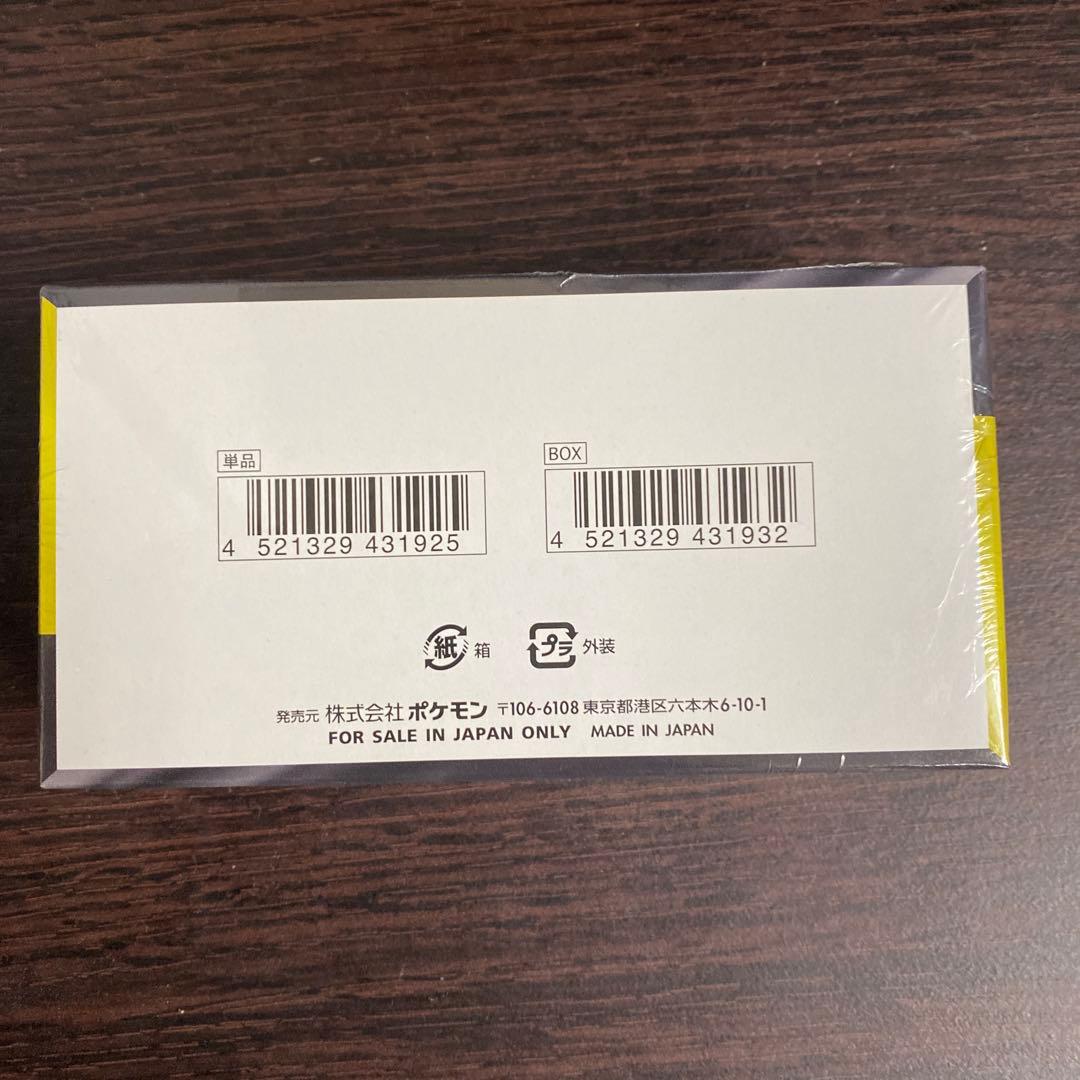 単品
4 521329 431925
BOX
4 521329 431932
紙 箱
プラ 外装
発売元 株式会社 ポケモン 〒106-6108 東京都港区六本木6-10-1
FOR SALE IN JAPAN ONLY MADE IN JAPAN